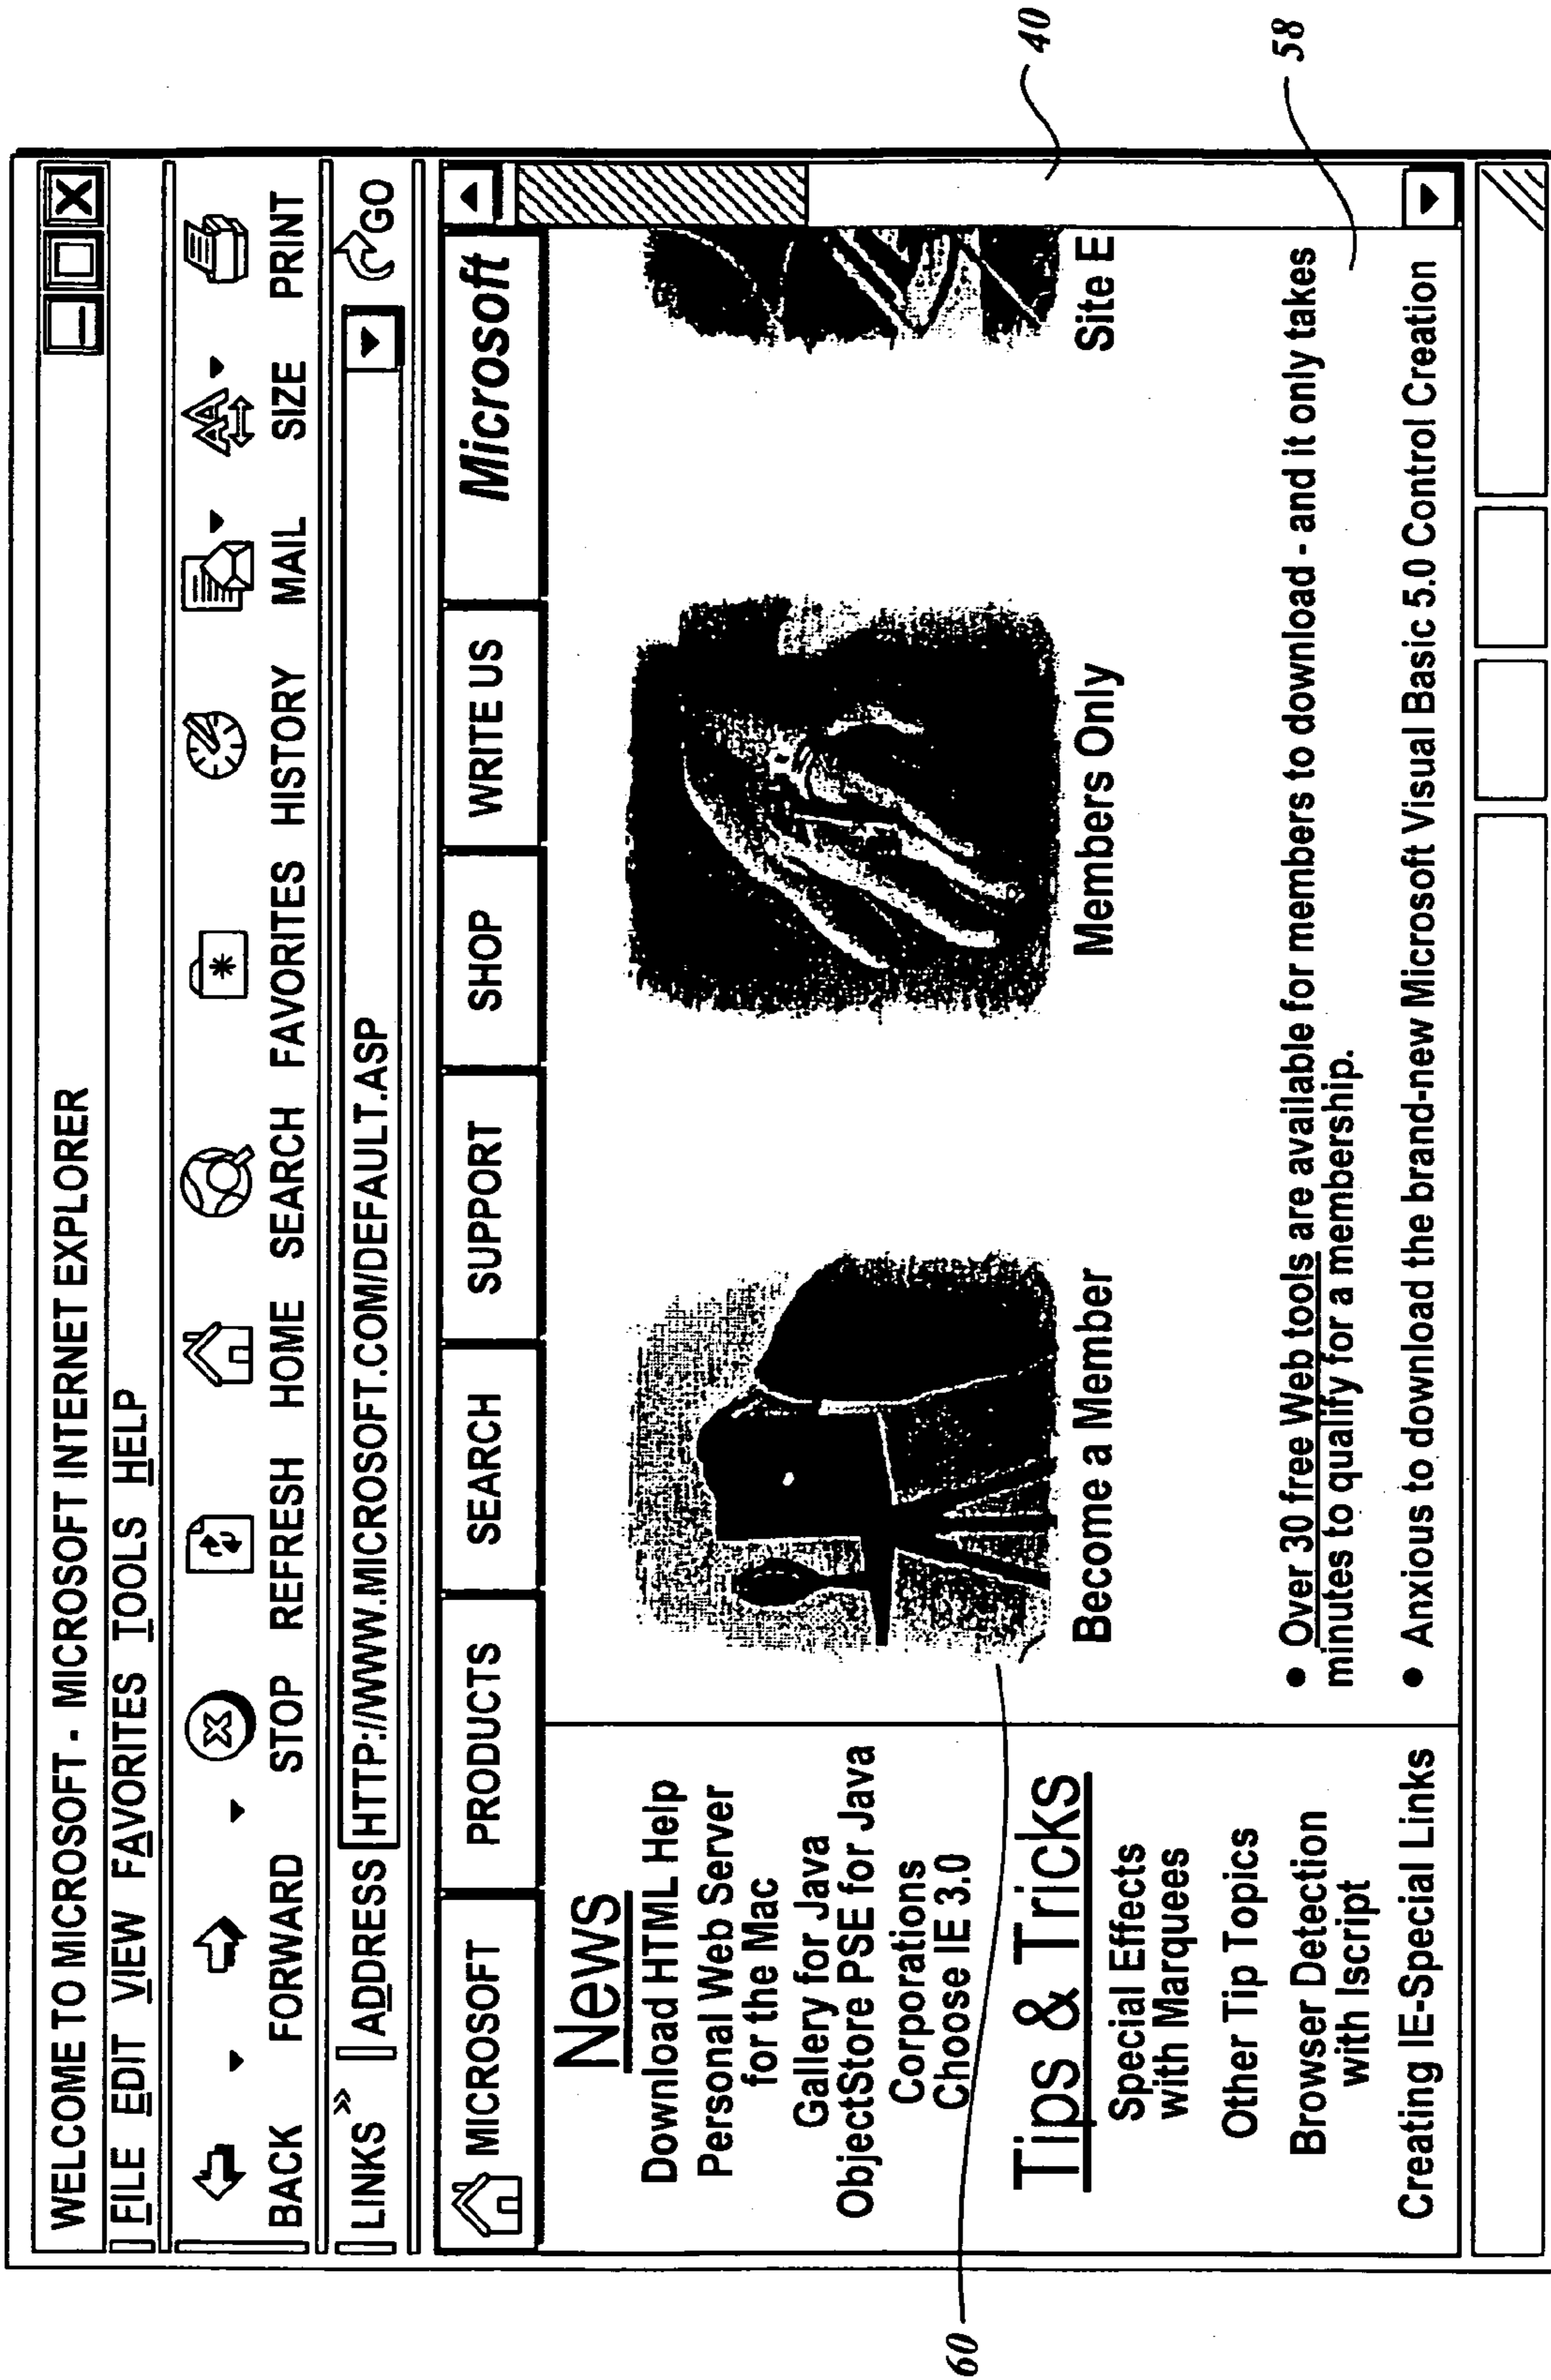 WELCOME TO MICROSOFT - MICROSOFT INTERNET EXPLORER
FILE EDIT VIEW FAVORITES TOOLS HELP
BACK FORWARD STOP REFRESH HOME SEARCH FAVORITES HISTORY MAIL SIZE PRINT
LINKS » ADDRESS HTTP://WWW.MICROSOFT.COM/DEFAULT.ASP GO
MICROSOFT PRODUCTS SEARCH SUPPORT SHOP WRITE US Microsoft
News
Download HTML Help
Personal Web Server
for the Mac
Gallery for Java
ObjectStore PSE for Java
Corporations
Choose IE 3.0
Tips & Tricks
Special Effects
with Marquees
Other Tip Topics
Browser Detection
with Iscript
Creating IE-Special Links
Become a Member
Members Only
Site E
• Over 30 free Web tools are available for members to download - and it only takes
minutes to qualify for a membership.
• Anxious to download the brand-new Microsoft Visual Basic 5.0 Control Creation
40
58
60